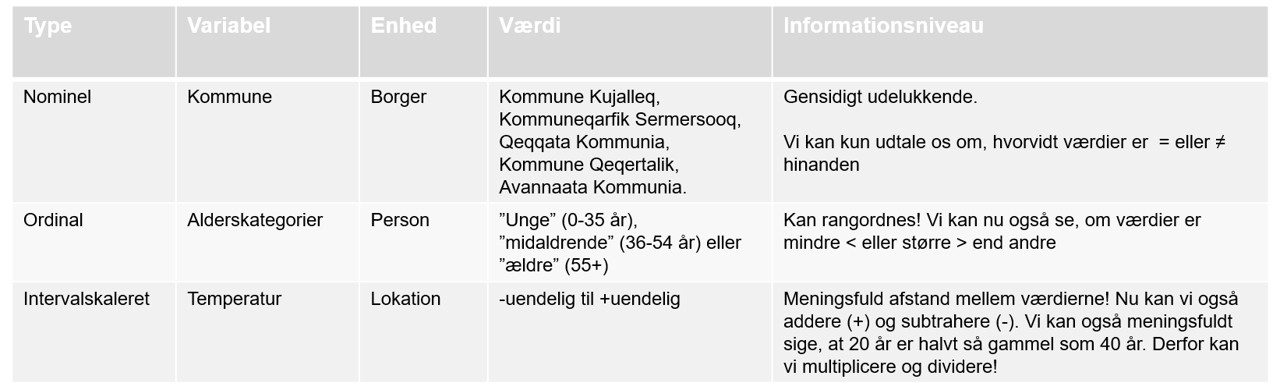 Type Variabel Enhed Værdi Informationsniveau
Nominel Kommune Borger Kommune Kujalleq,
Kommuneqarfik Sermersooq,
Qeqqata Kommunia,
Kommune Qeqertalik,
Avannaata Kommunia.
Gensidigt udelukkende.
Vi kan kun udtale os om, hvorvidt værdier er = eller ≠
hinanden
Ordinal Alderskategorier Person ”Unge” (0-35 år),
”midaldrende” (36-54 år) eller
”ældre” (55+)
Kan rangordnes! Vi kan nu også se, om værdier er
mindre < eller større > end andre
Intervalskaleret Temperatur Lokation -uendelig til +uendelig
Meningsfuld afstand mellem værdierne! Nu kan vi også
addere (+) og subtrahere (-). Vi kan også meningsfuldt
sige, at 20 år er halvt så gammel som 40 år. Derfor kan
vi multiplicere og dividere!